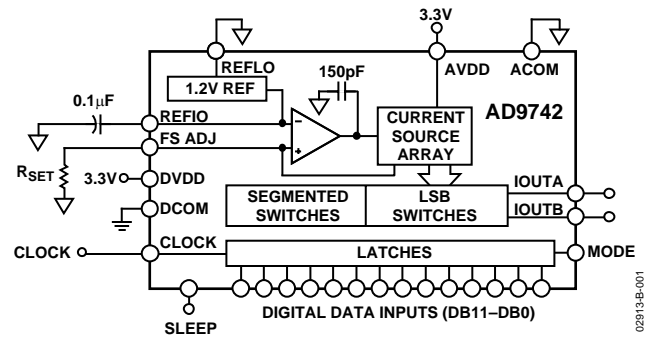 3.3V
REFLO
1.2V REF
150pF
AVDD
ACOM
AD9742
0.1μF
REFIO
FS ADJ
RSET
3.3V
DVDD
DCOM
CURRENT
SOURCE
ARRAY
SEGMENTED
SWITCHES
LSB
SWITCHES
IOUTA
IOUTB
CLOCK
CLOCK
LATCHES
MODE
SLEEP
DIGITAL DATA INPUTS (DB11–DB0)
02913-B-001